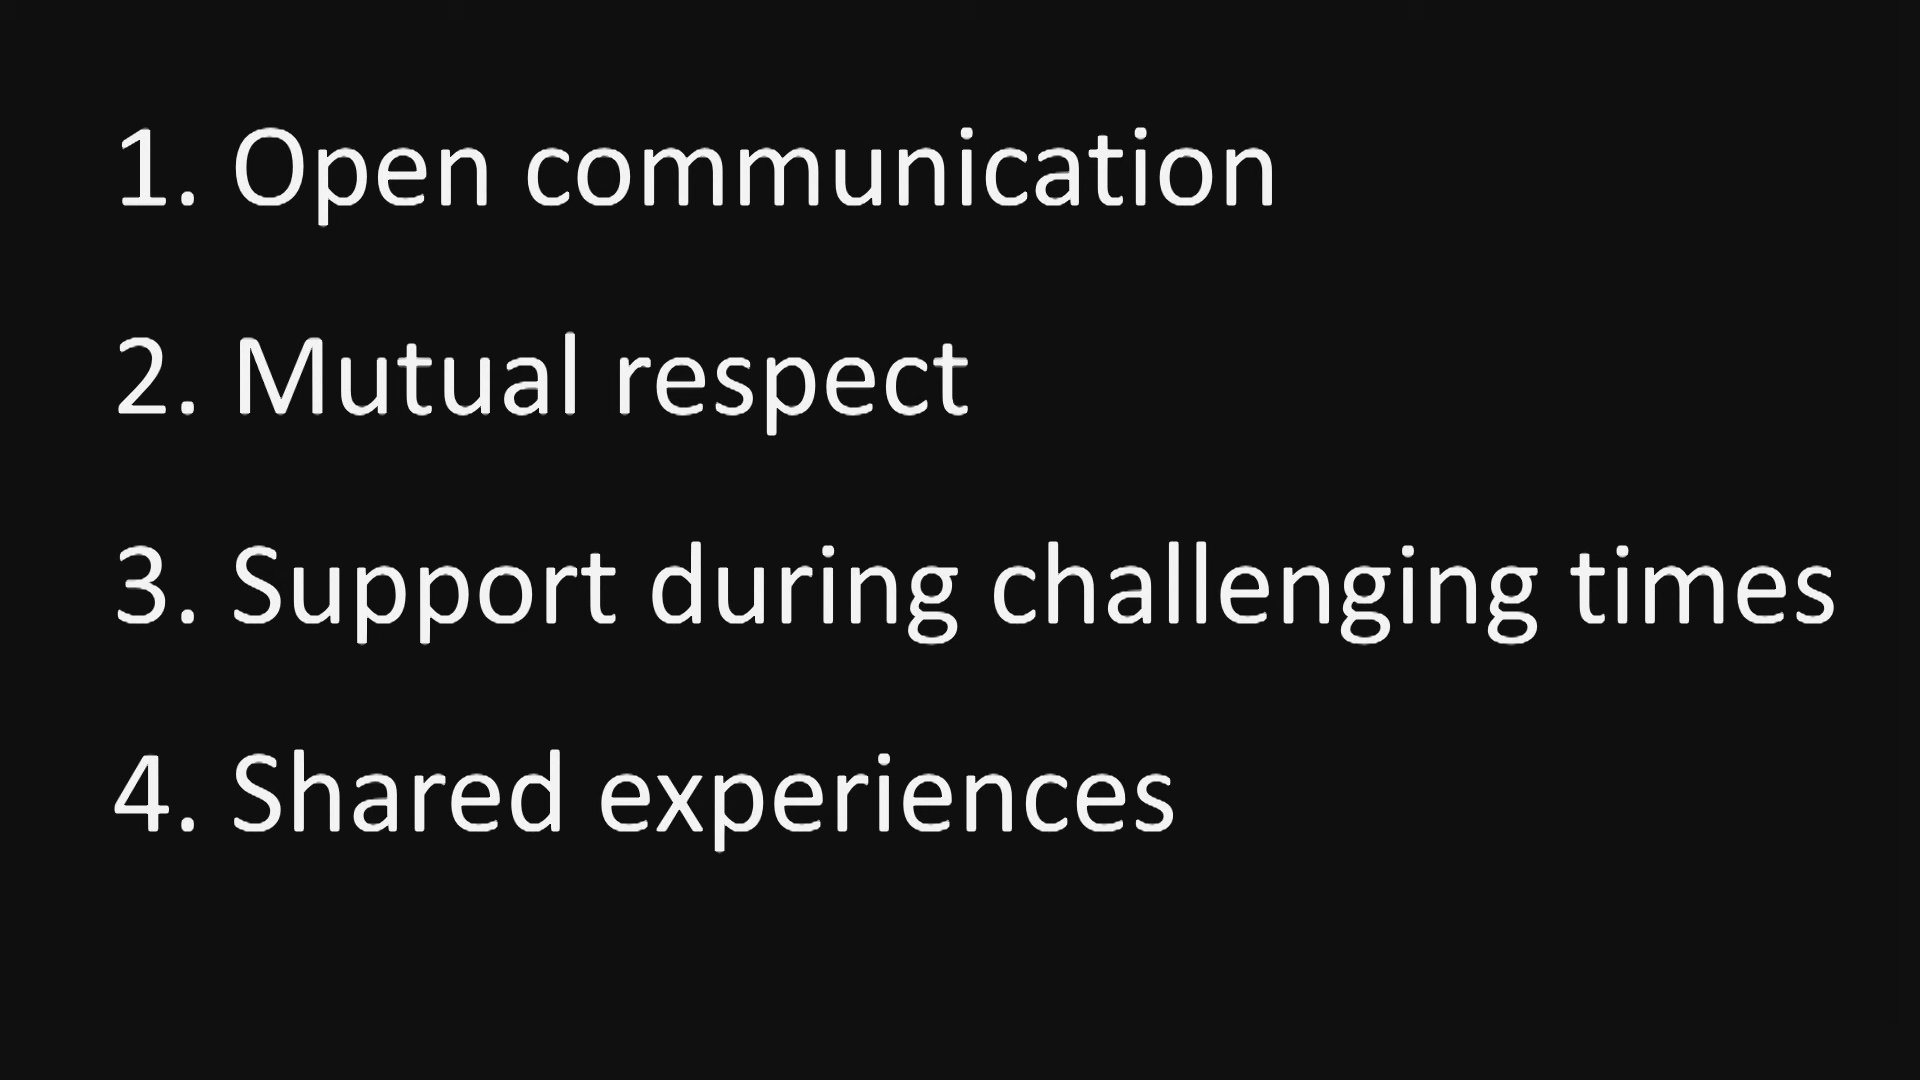 1. Open communication
2. Mutual respect
3. Support during challenging times
4. Shared experiences